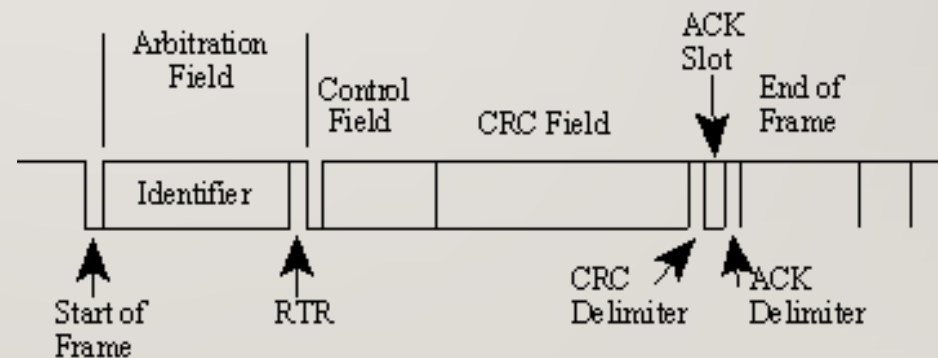 Arbitration
Field
Control
Field
CRC Field
ACK
Slot
End of
Frame
Identifier
Start of
Frame
RTR
CRC
Delimiter
ACK
Delimiter